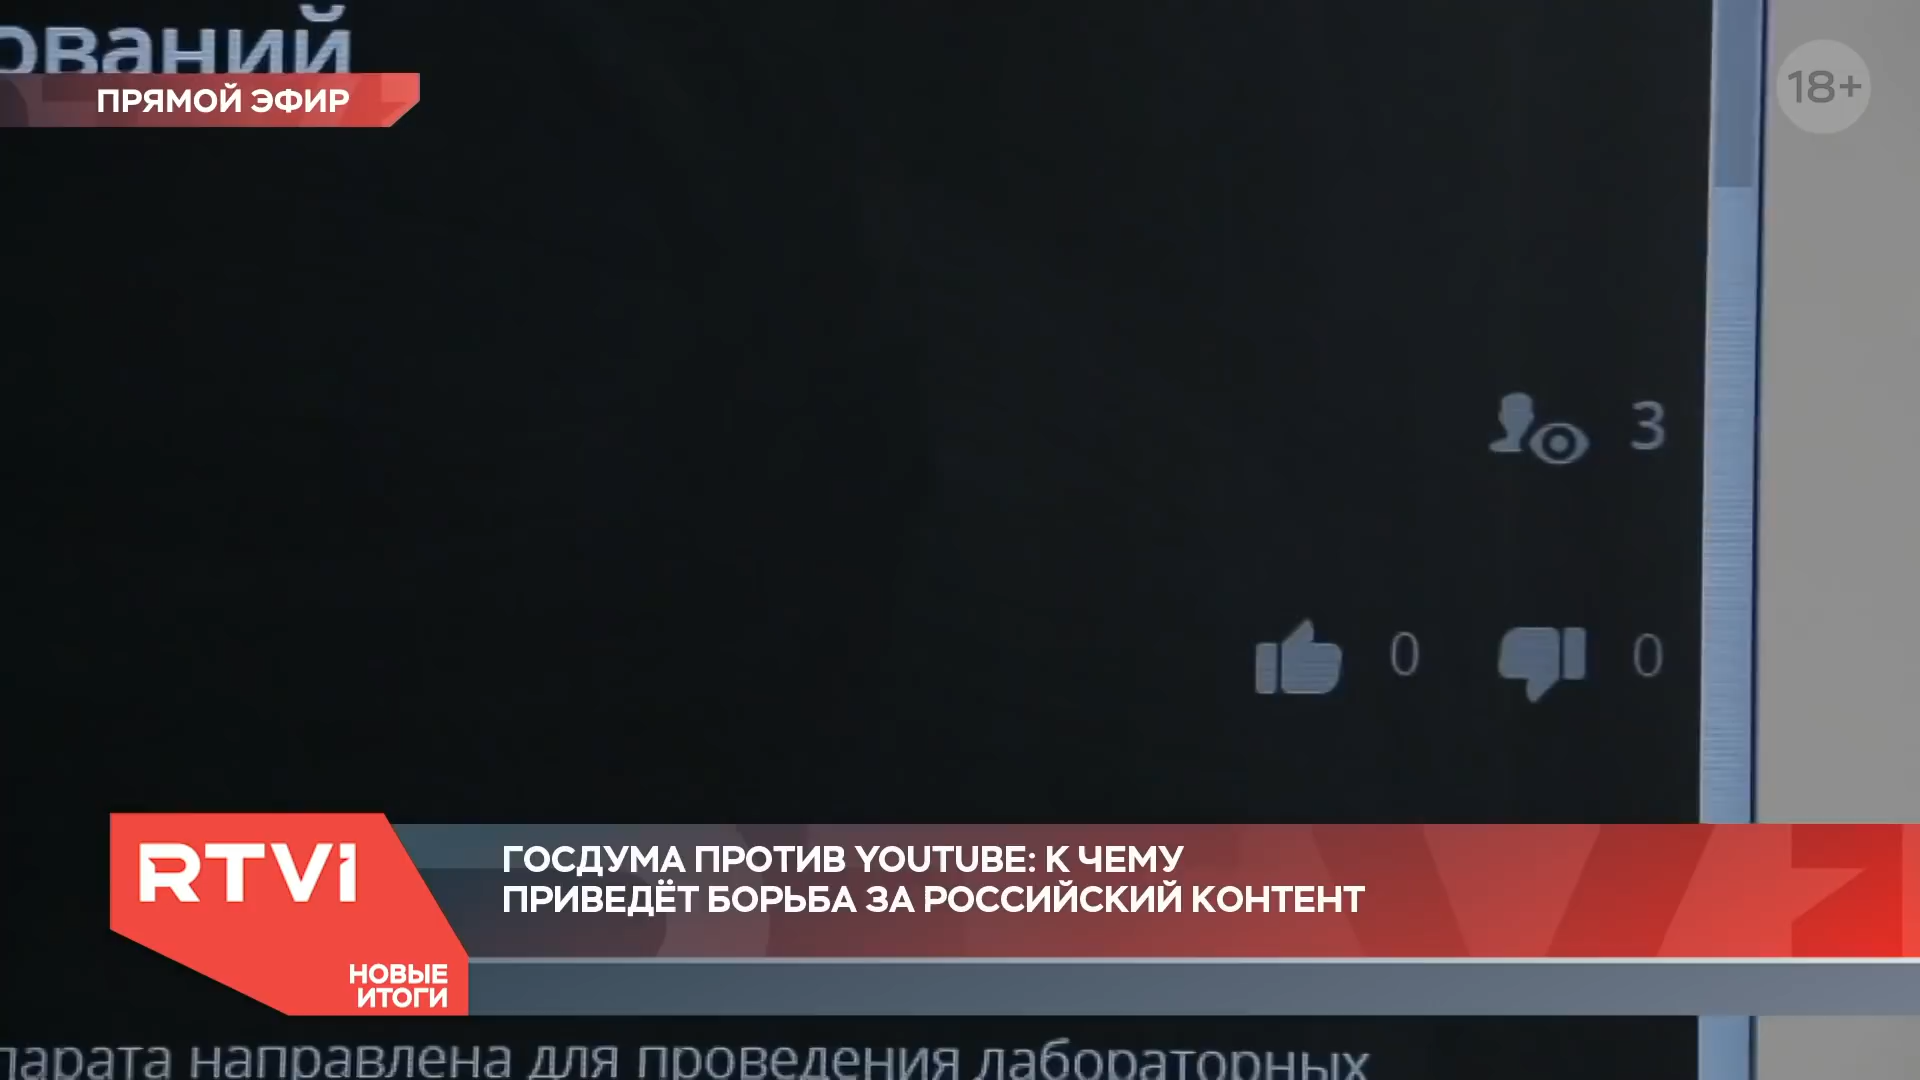 ований
ПРЯМОЙ ЭФИР
18+
3
0 0
RTVI
ГОСДУМА ПРОТИВ YOUTUBE: К ЧЕМУ
ПРИВЕДЁТ БОРЬБА ЗА РОССИЙСКИЙ КОНТЕНТ
НОВЫЕ
ИТОГИ
парата направлена для проведения лабораторных